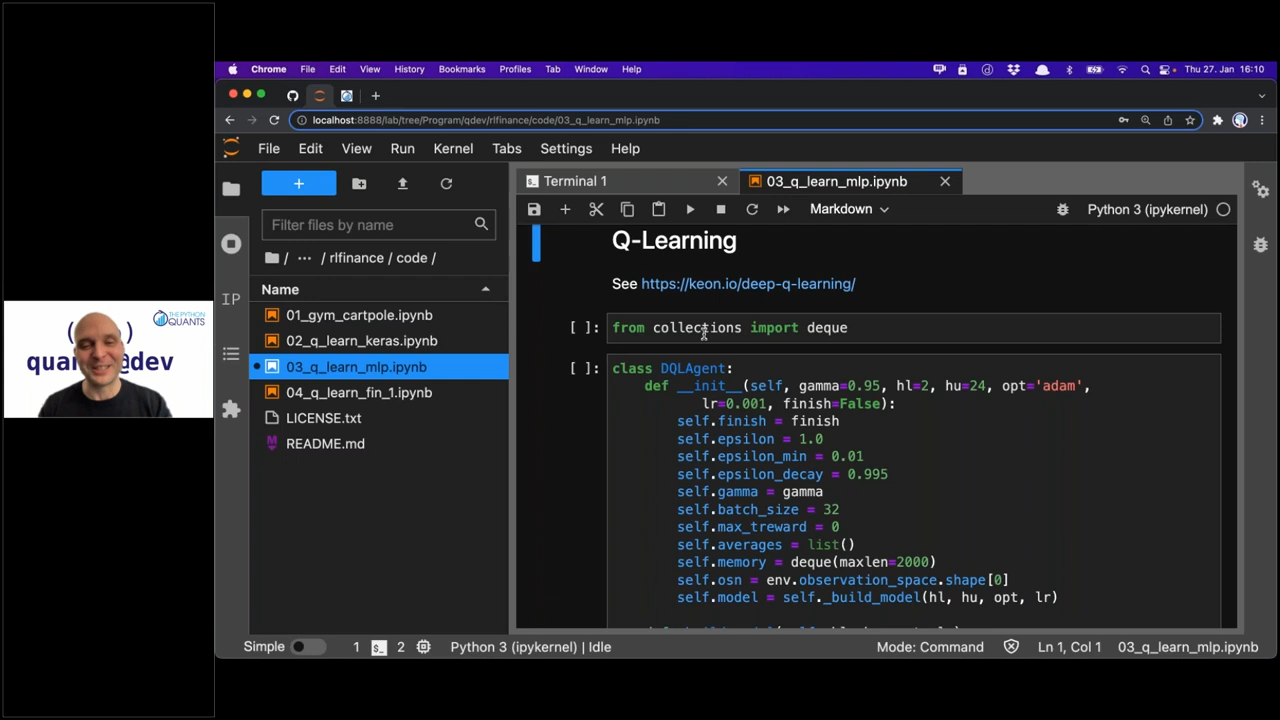 Chrome File Edit View History Bookmarks Profiles Tab Window Help Thu 27. Jan 16:10
localhost:8888/lab/tree/Program/qdev/rlfinance/code/03_q_learn_mlp.ipynb
File Edit View Run Kernel Tabs Settings Help
Terminal 1
03_q_learn_mlp.ipynb
Filter files by name
Markdown
Python 3 (ipykernel)
/ ··· / rlfinance / code /
Name
01_gym_cartpole.ipynb
02_q_learn_keras.ipynb
03_q_learn_mlp.ipynb
04_q_learn_fin_1.ipynb
LICENSE.txt
README.md
IP
THE PYTHON
QUANTS
Q-Learning
See https://keon.io/deep-q-learning/
[ ]: from collections import deque
[ ]: class DQLAgent:
def __init__(self, gamma=0.95, hl=2, hu=24, opt='adam',
lr=0.001, finish=False):
self.finish = finish
self.epsilon = 1.0
self.epsilon_min = 0.01
self.epsilon_decay = 0.995
self.gamma = gamma
self.batch_size = 32
self.max_treward = 0
self.averages = list()
self.memory = deque(maxlen=2000)
self.osn = env.observation_space.shape[0]
self.model = self._build_model(hl, hu, opt, lr)
Simple 1 $_ 2 Python 3 (ipykernel) | Idle Mode: Command Ln 1, Col 1 03_q_learn_mlp.ipynb